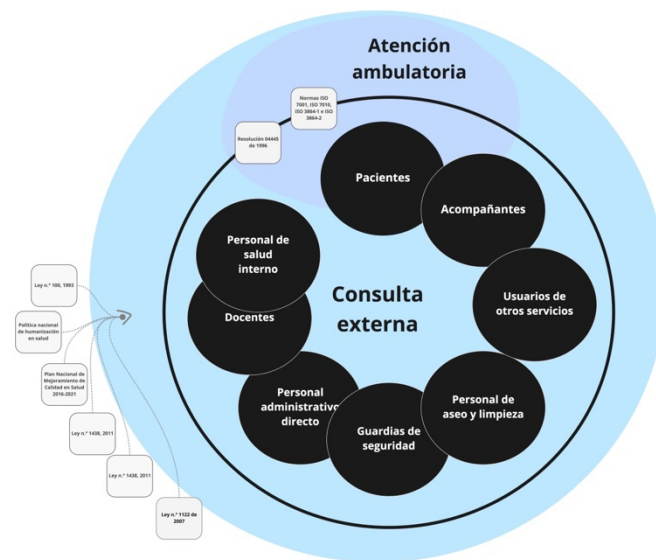 Atención
ambulatoria
Normas ISO
7001, ISO 7010,
ISO 3864-1 e ISO
3864-2
Resolución 04445
de 1996
Pacientes
Acompañantes
Personal de
salud
interno
Usuarios de
otros servicios
Consulta
externa
Docentes
Personal
administrativo
directo
Guardias de
seguridad
Personal de
aseo y limpieza
Ley n.° 100, 1993
Política nacional
de humanización
en salud
Plan Nacional de
Mejoramiento de
Calidad en Salud
2016-2021
Ley n.° 1438, 2011
Ley n.° 1438, 2011
Ley n.° 1122 de
2007